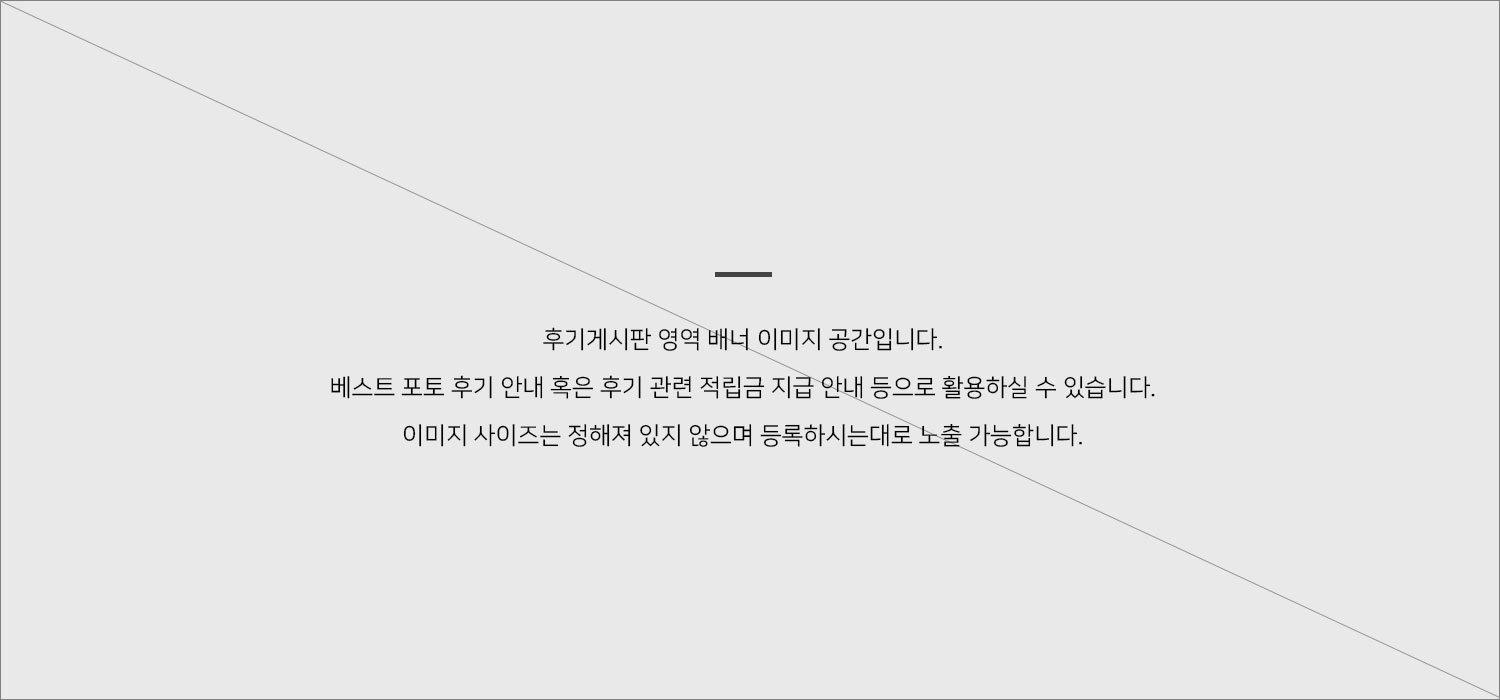 후기게시판 영역 배너 이미지 공간입니다.
베스트 포토 후기 안내 혹은 후기 관련 적립금 지급 안내 등으로 활용하실 수 있습니다.
이미지 사이즈는 정해져 있지 않으며 등록하시는대로 노출 가능합니다.